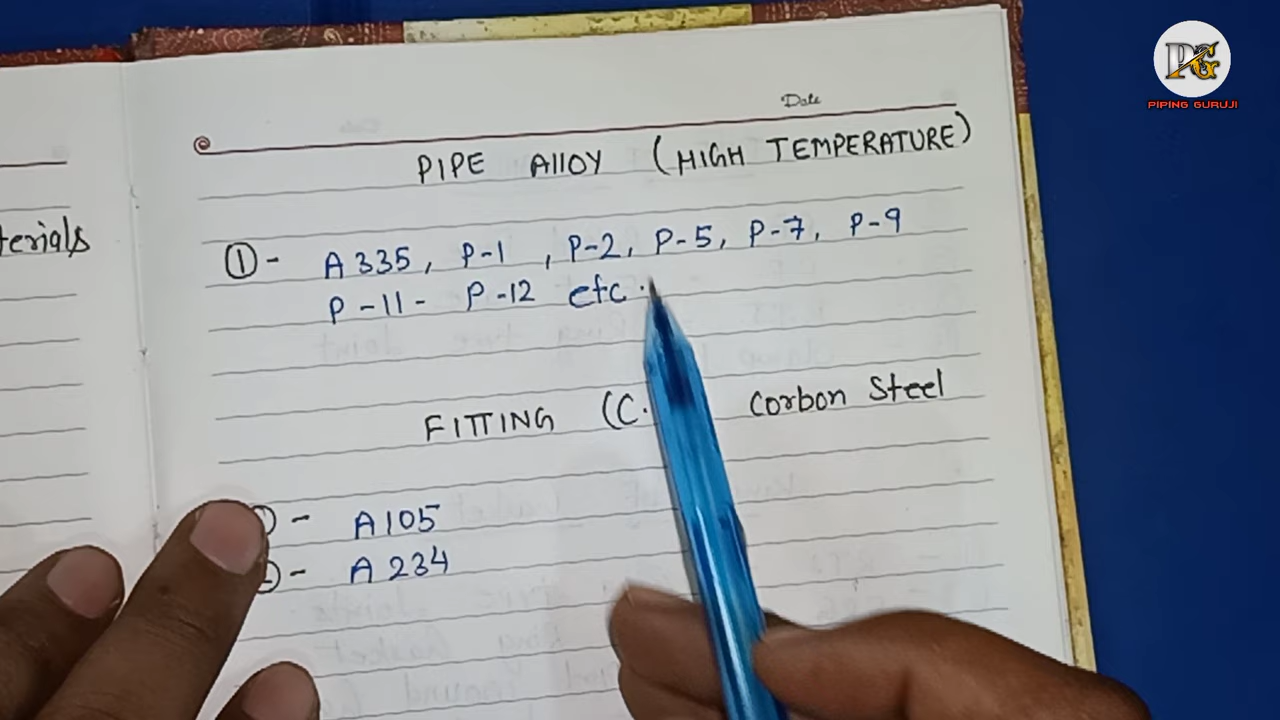 PG
PIPING GURUJI
Date
PIPE AllOY (HIGH TEMPERATURE)
terials
①- A335, P-1 , P-2, P-5, P-7, P-9
P-11- P-12 etc.
FITTING (C. Corbon Steel
- A105
- A234